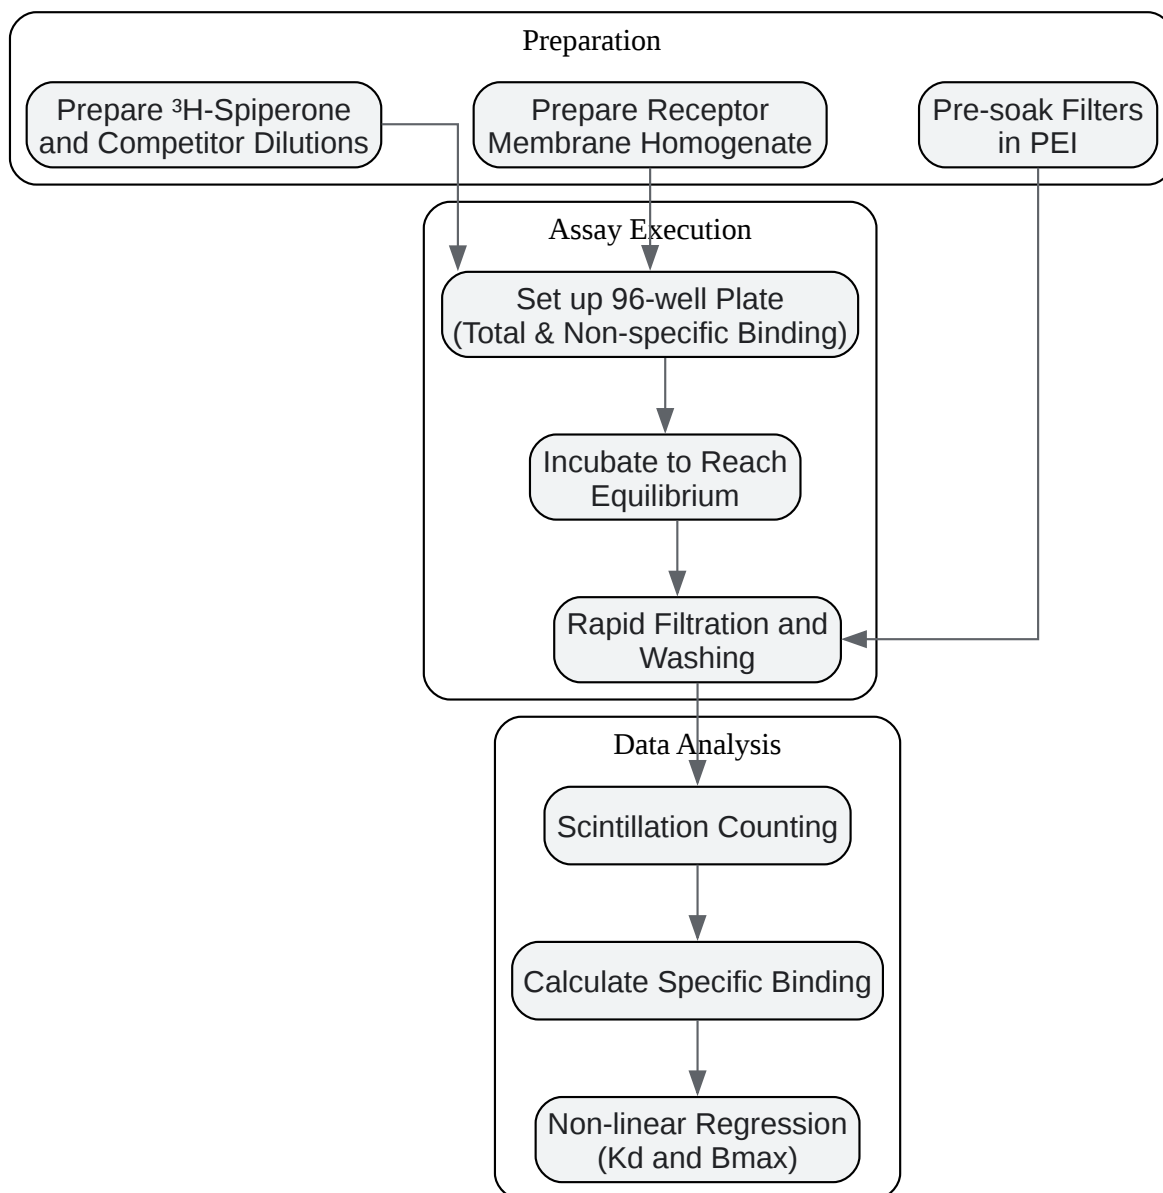 Preparation
Prepare ³H-Spiperone
and Competitor Dilutions
Prepare Receptor
Membrane Homogenate
Pre-soak Filters
in PEI
Assay Execution
Set up 96-well Plate
(Total & Non-specific Binding)
Incubate to Reach
Equilibrium
Rapid Filtration and
Washing
Data Analysis
Scintillation Counting
Calculate Specific Binding
Non-linear Regression
(Kd and Bmax)